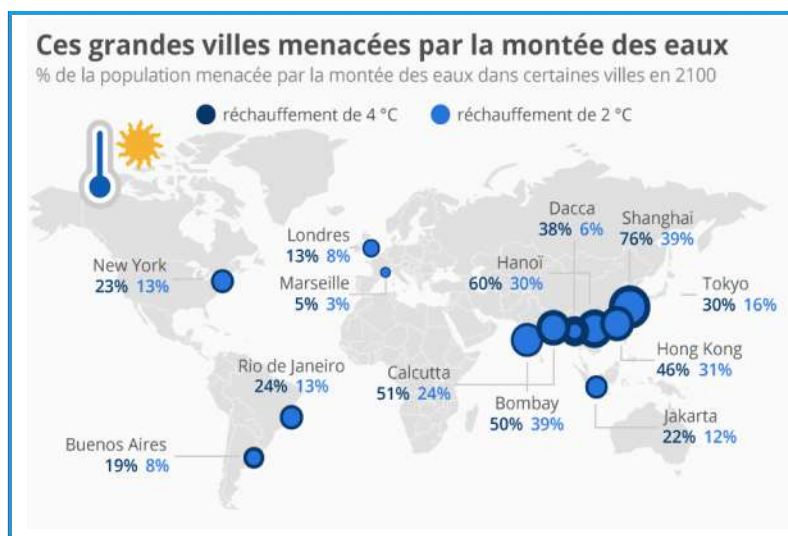 Ces grandes villes menacées par la montée des eaux
% de la population menacée par la montée des eaux dans certaines villes en 2100
réchauffement de 4 °C réchauffement de 2 °C
Dacca
38% 6%
Shanghai
76% 39%
Londres
13% 8%
New York
23% 13%
Marseille
5% 3%
Hanoï
60% 30%
Tokyo
30% 16%
Rio de Janeiro
24% 13%
Calcutta
51% 24%
Hong Kong
46% 31%
Bombay
50% 39%
Jakarta
22% 12%
Buenos Aires
19% 8%